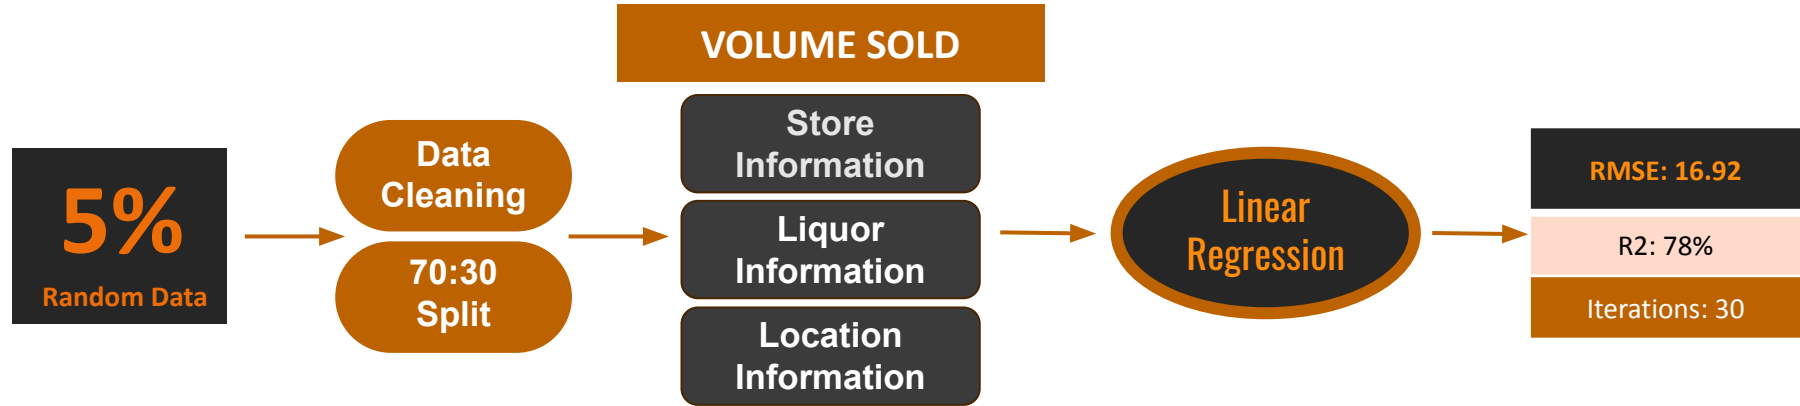 5%
Random Data
Data
Cleaning
70:30
Split
VOLUME SOLD
Store
Information
Liquor
Information
Location
Information
Linear
Regression
RMSE: 16.92
R2: 78%
Iterations: 30